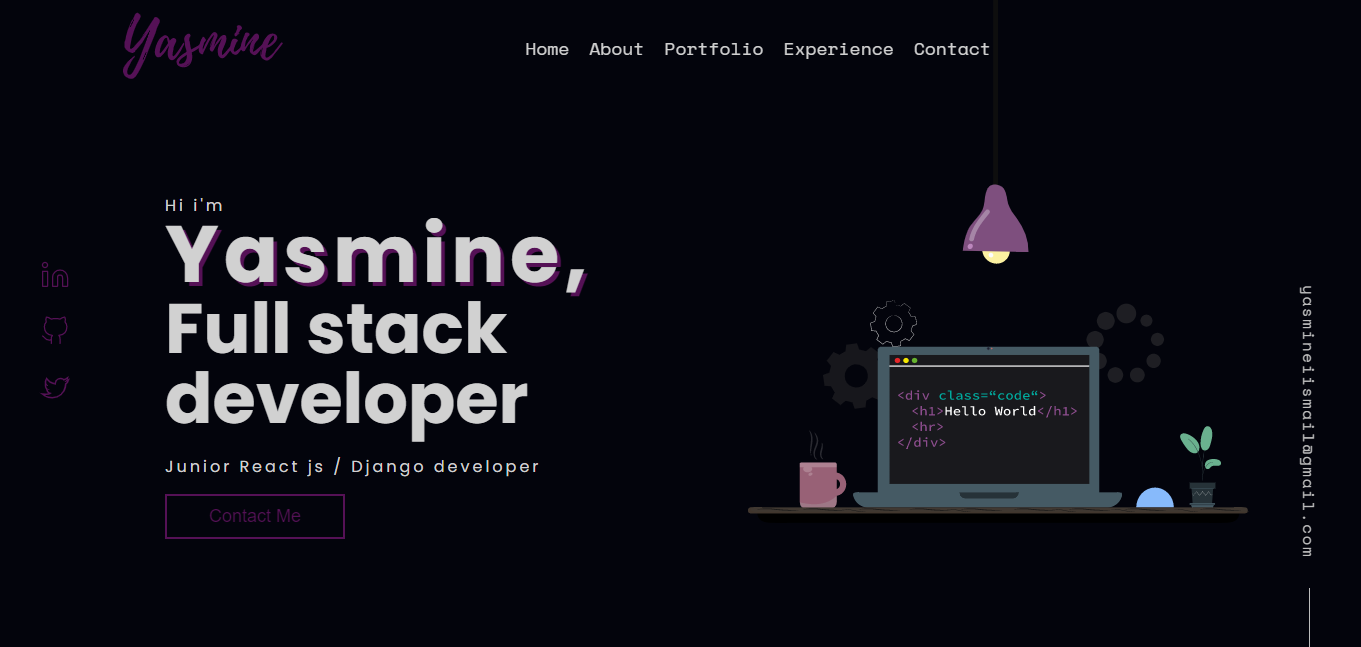 Yasmine
Home About Portfolio Experience Contact
Hi i'm
Yasmine,
Full stack
developer
Junior React js / Django developer
Contact Me
<div class=“code“>
<h1>Hello World</h1>
<hr>
</div>
yasmineiismail@gmail.com